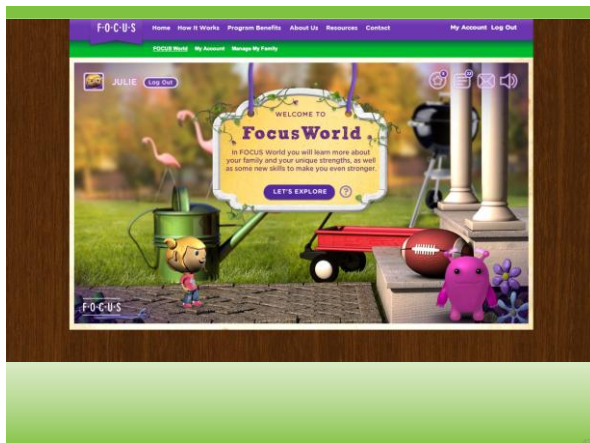 F·O·C·U·S
Home How It Works Program Benefits About Us Resources Contact
My Account Log Out
FOCUS World My Account Manage My Family
JULIE Log Out
WELCOME TO
FocusWorld
In FOCUS World you will learn more about
your family and your unique strengths, as well
as some new skills to make you even stronger.
LET'S EXPLORE ?
F·O·C·U·S